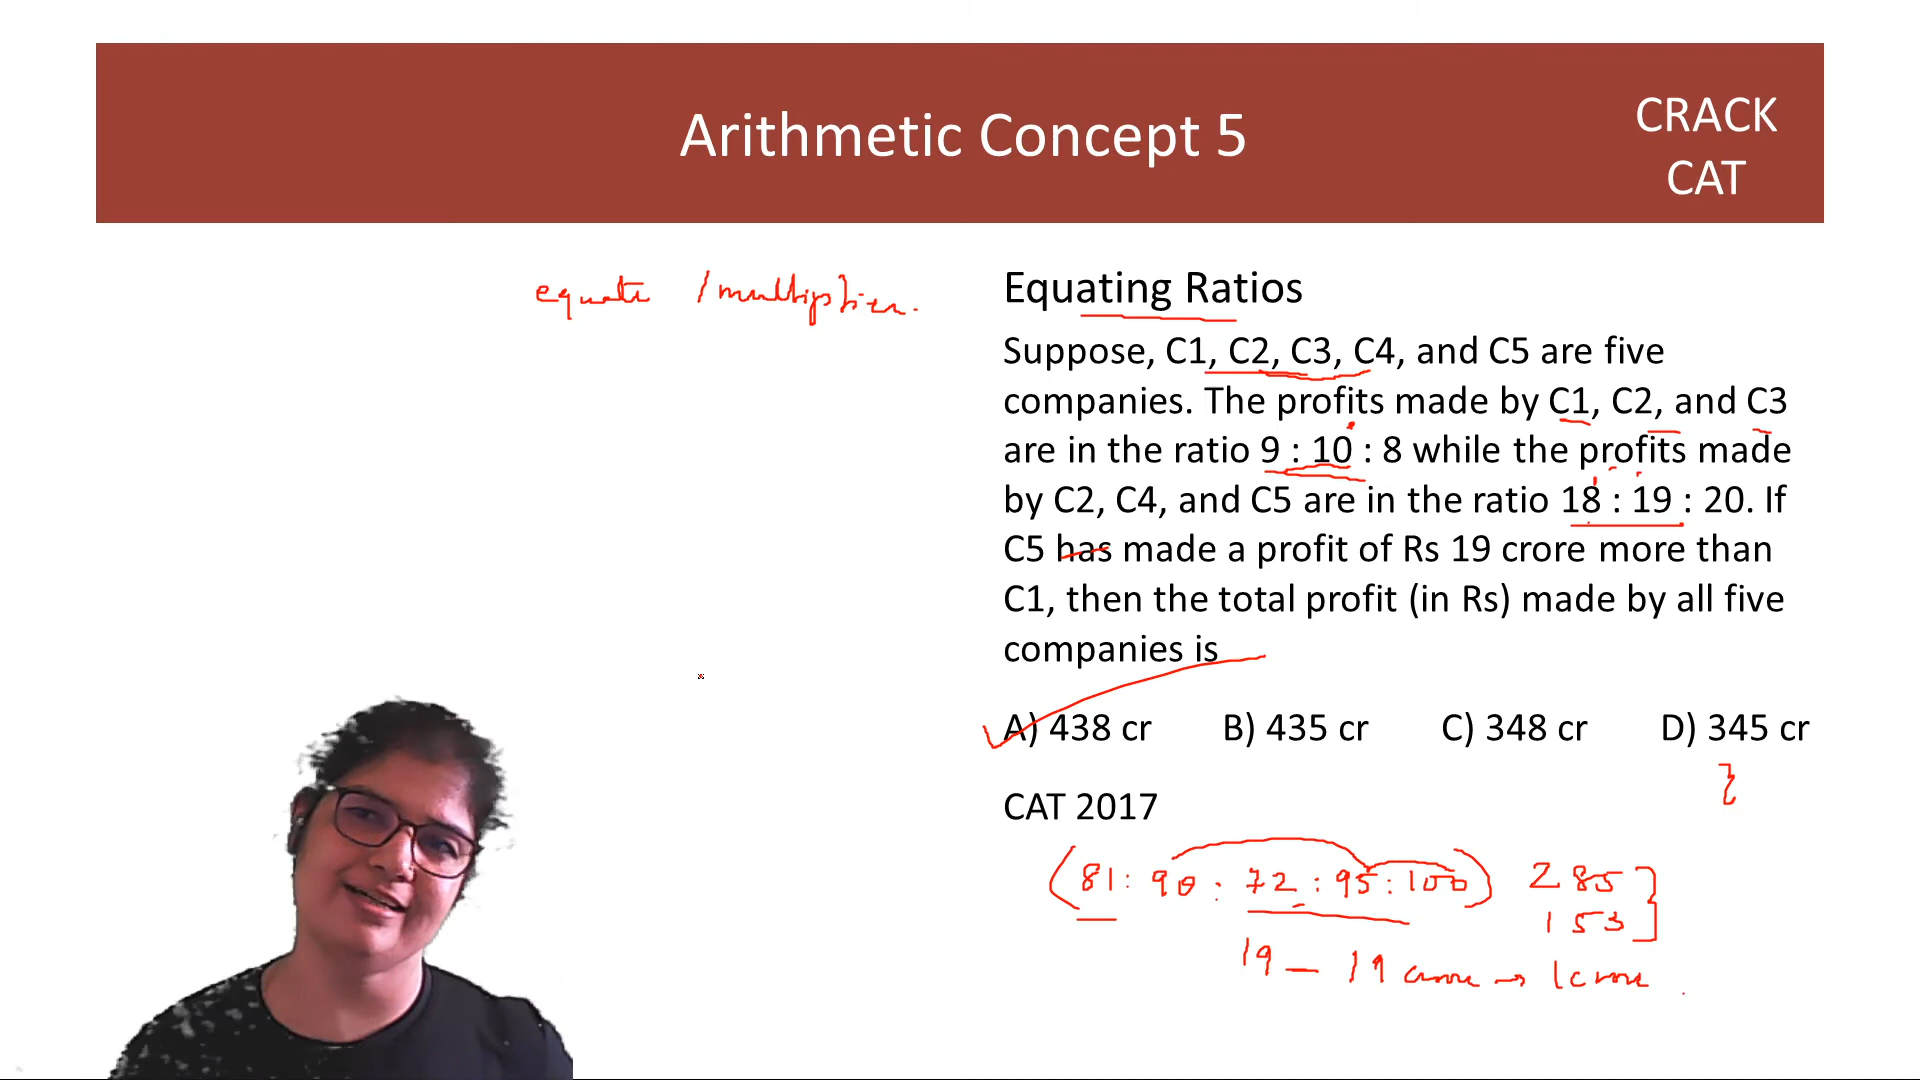 Arithmetic Concept 5
CRACK
CAT
equate / multiplier.
Equating Ratios
Suppose, C1, C2, C3, C4, and C5 are five
companies. The profits made by C1, C2, and C3
are in the ratio 9 : 10 : 8 while the profits made
by C2, C4, and C5 are in the ratio 18 : 19 : 20. If
C5 has made a profit of Rs 19 crore more than
C1, then the total profit (in Rs) made by all five
companies is
A) 438 cr B) 435 cr C) 348 cr D) 345 cr
CAT 2017
(81 : 90 : 72 : 95 : 100) 285
153
19 – 19 crore → 1 crore